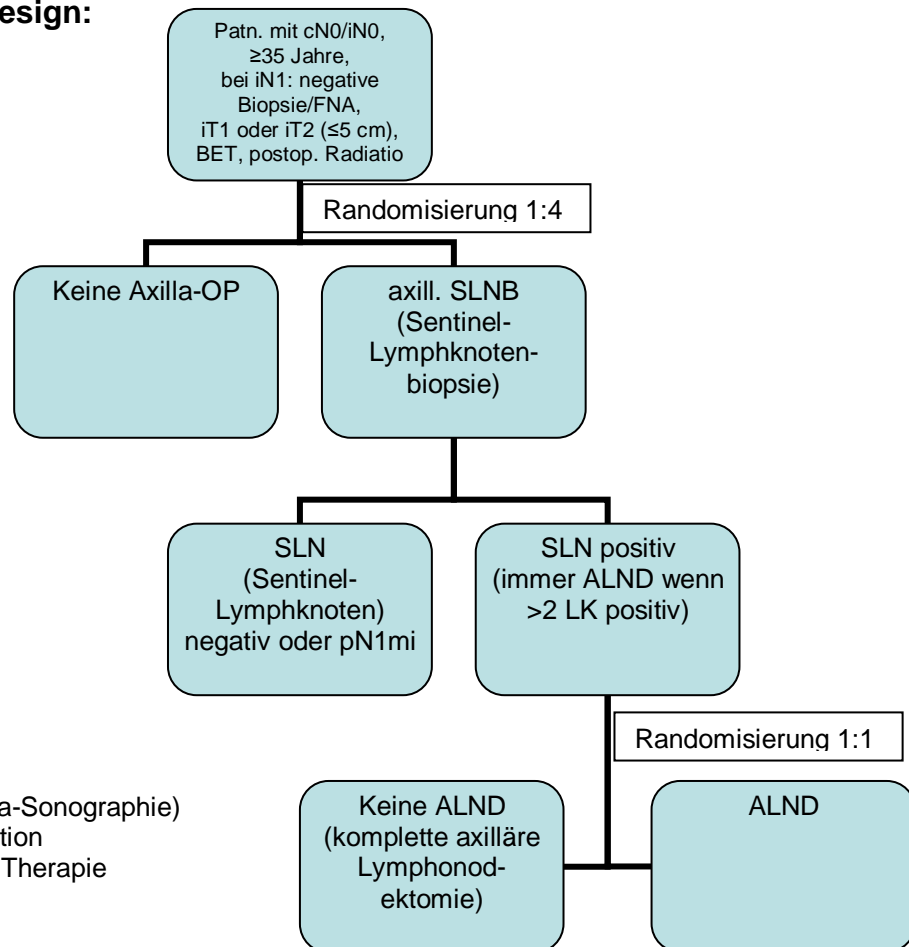 esign:
Patn. mit cN0/iN0,
≥35 Jahre,
bei iN1: negative
Biopsie/FNA,
iT1 oder iT2 (≤5 cm),
BET, postop. Radiatio
Randomisierung 1:4
Keine Axilla-OP
axill. SLNB
(Sentinel-
Lymphknoten-
biopsie)
SLN
(Sentinel-
Lymphknoten)
negativ oder pN1mi
SLN positiv
(immer ALND wenn
>2 LK positiv)
Randomisierung 1:1
a-Sonographie)
tion
Therapie
Keine ALND
(komplette axilläre
Lymphonod-
ektomie)
ALND